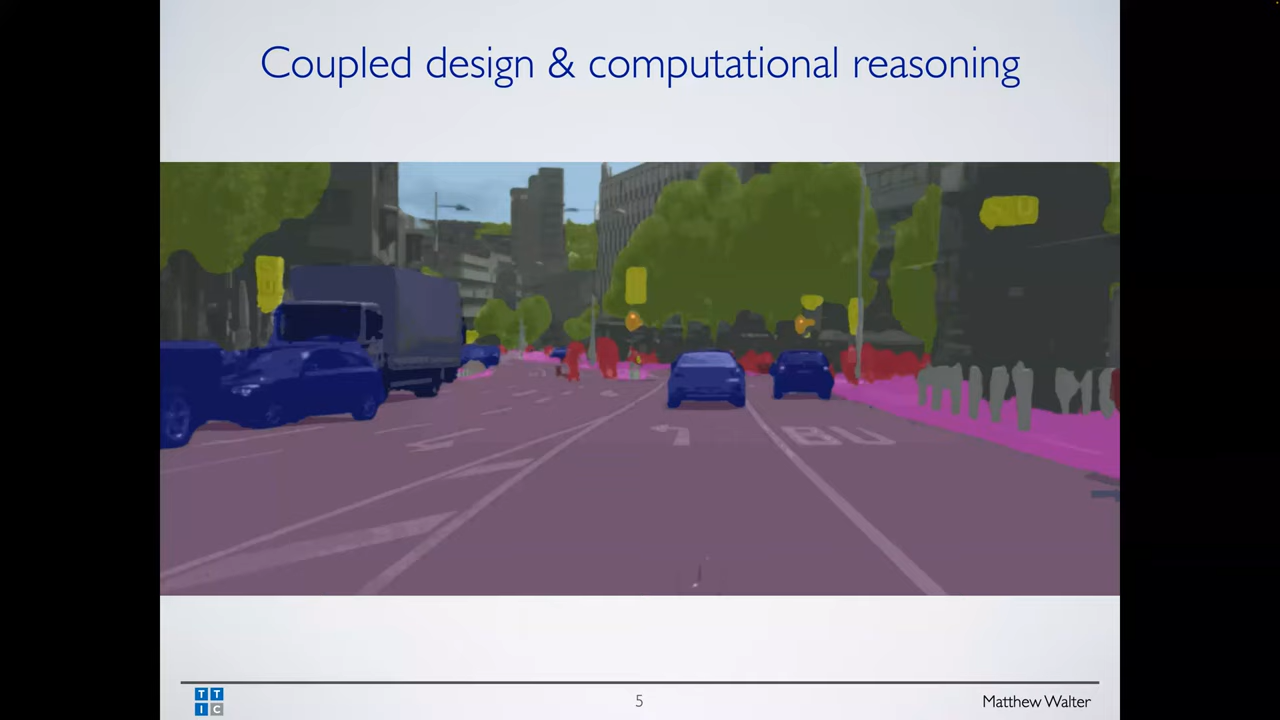 Coupled design & computational reasoning
BU
T T
I C
5
Matthew Walter